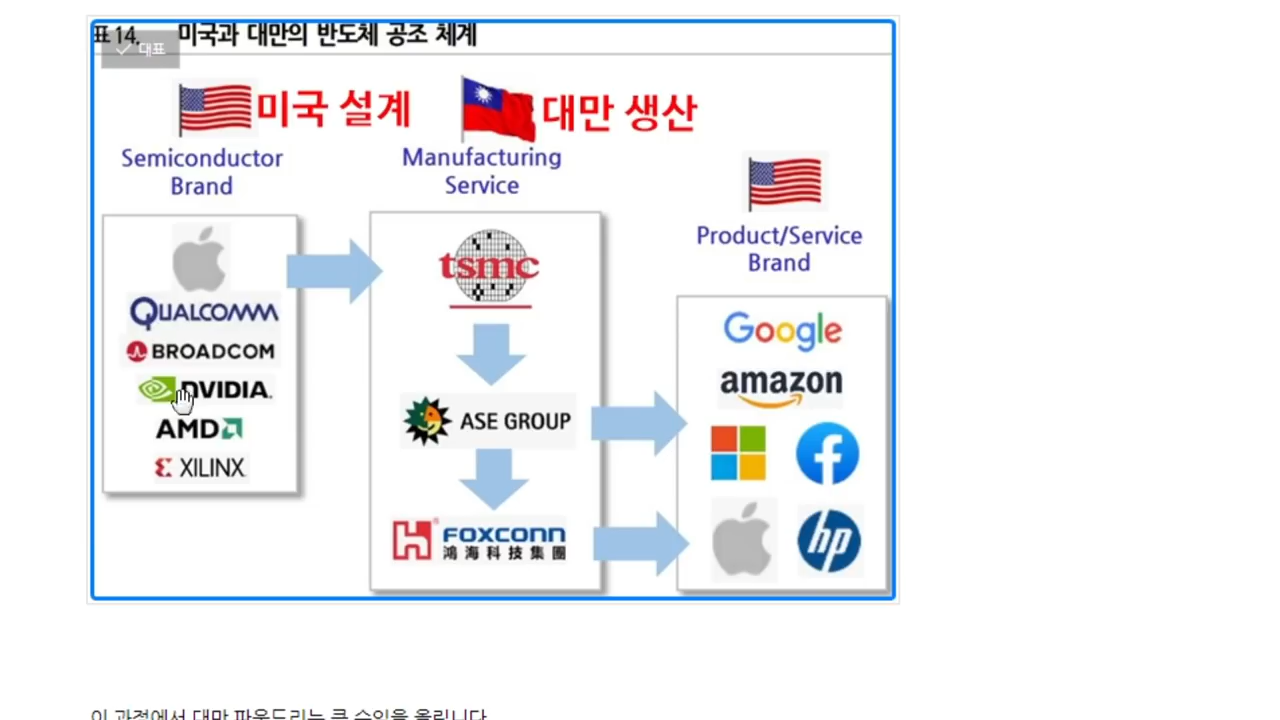 표 14. 미국과 대만의 반도체 공조 체계
대표
미국 설계
대만 생산
Semiconductor
Brand
Manufacturing
Service
Product/Service
Brand
QUALCOMM
BROADCOM
NVIDIA
AMD
XILINX
tsmc
ASE GROUP
FOXCONN
鴻海科技集團
Google
amazon
hp
이 과정에서 대만 파운드리는 큰 수익을 올립니다